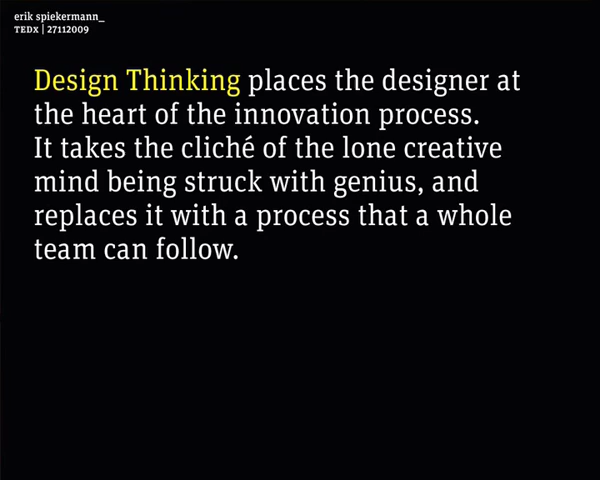 erik spiekermann_
TEDX | 27112009
Design Thinking places the designer at
the heart of the innovation process.
It takes the cliché of the lone creative
mind being struck with genius, and
replaces it with a process that a whole
team can follow.